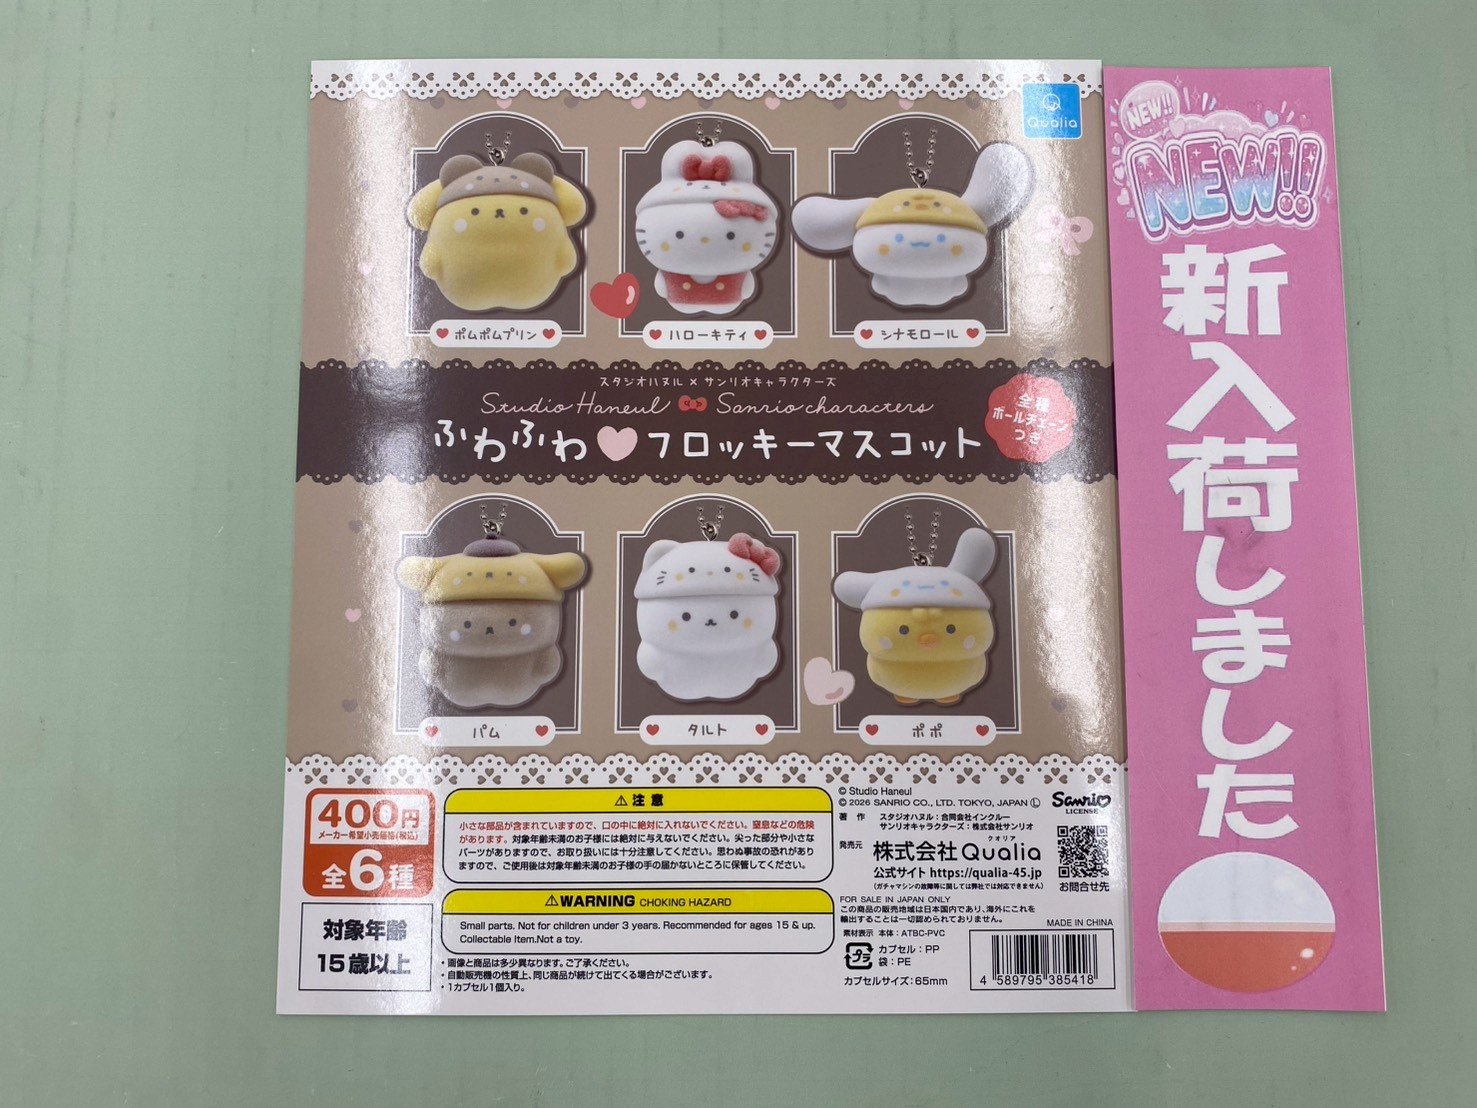 Qualia
ポムポムプリン
ハローキティ
シナモロール
スタジオハヌル×サンリオキャラクターズ
Studio Haneul Sanrio characters
ふわふわ フロッキーマスコット
全種
ボールチェーン
つき
パム
タルト
ポポ
400円
メーカー希望小売価格(税込)
全6種
対象年齢
15歳以上
⚠注意
小さな部品が含まれていますので、口の中に絶対に入れないでください。窒息などの危険
があります。対象年齢未満のお子様には絶対に与えないでください。尖った部分や小さな
パーツがありますので、お取り扱いには十分注意してください。思わぬ事故の恐れがあり
ますので、ご使用後は対象年齢未満のお子様の手の届かないところに保管してください。
⚠WARNING CHOKING HAZARD
Small parts. Not for children under 3 years. Recommended for ages 15 & up.
Collectable Item.Not a toy.
・画像と商品は多少異なります。ご了承ください。
・自動販売機の性質上、同じ商品が続けて出てくる場合がございます。
・1カプセル1個入り。
© Studio Haneul
© 2026 SANRIO CO., LTD. TOKYO, JAPAN Ⓛ
Sanrio
LICENSE
著作 スタジオハヌル：合同会社インクルー
サンリオキャラクターズ：株式会社サンリオ
発売元
クオリア
株式会社Qualia
公式サイト https://qualia-45.jp
(ガチャマシンの故障等に関しては弊社では対応できません)
お問合せ先
FOR SALE IN JAPAN ONLY
この商品の販売地域は日本国内であり、海外にこれを
輸出することは一切認められておりません。
MADE IN CHINA
素材表示 本体：ATBC-PVC
プラ
カプセル：PP
袋：PE
カプセルサイズ：65mm
4 589795 385418
NEW!!
NEW!!
新入荷しました